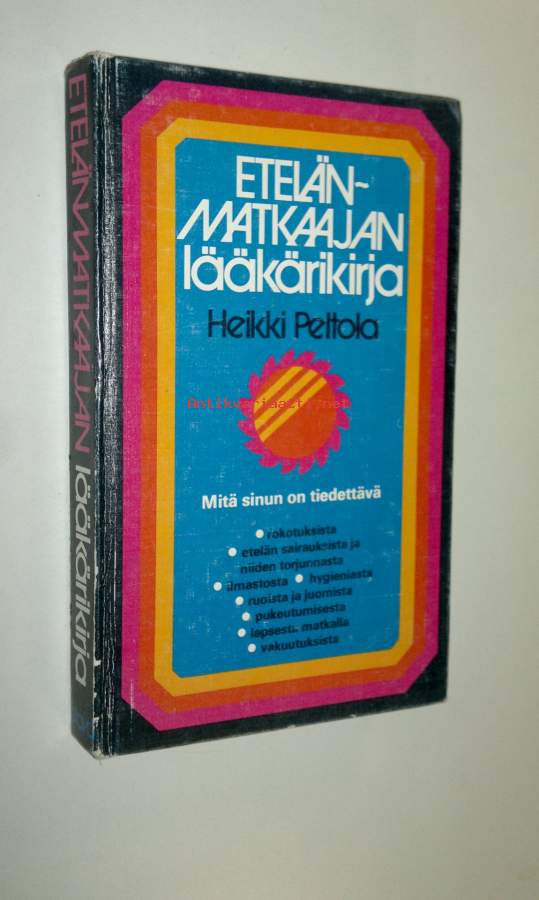 ETELÄNMATKAAJAN lääkärikirja
ETELÄN-
MATKAAJAN
lääkärikirja
Heikki Peltola
Antikvariaatti.net
Mitä sinun on tiedettävä
• rokotuksista
• etelän sairauksista ja
niiden torjunnasta
• ilmastosta • hygieniasta
• ruoista ja juomista
• pukeutumisesta
• lapsesta matkalla
• vakuutuksista